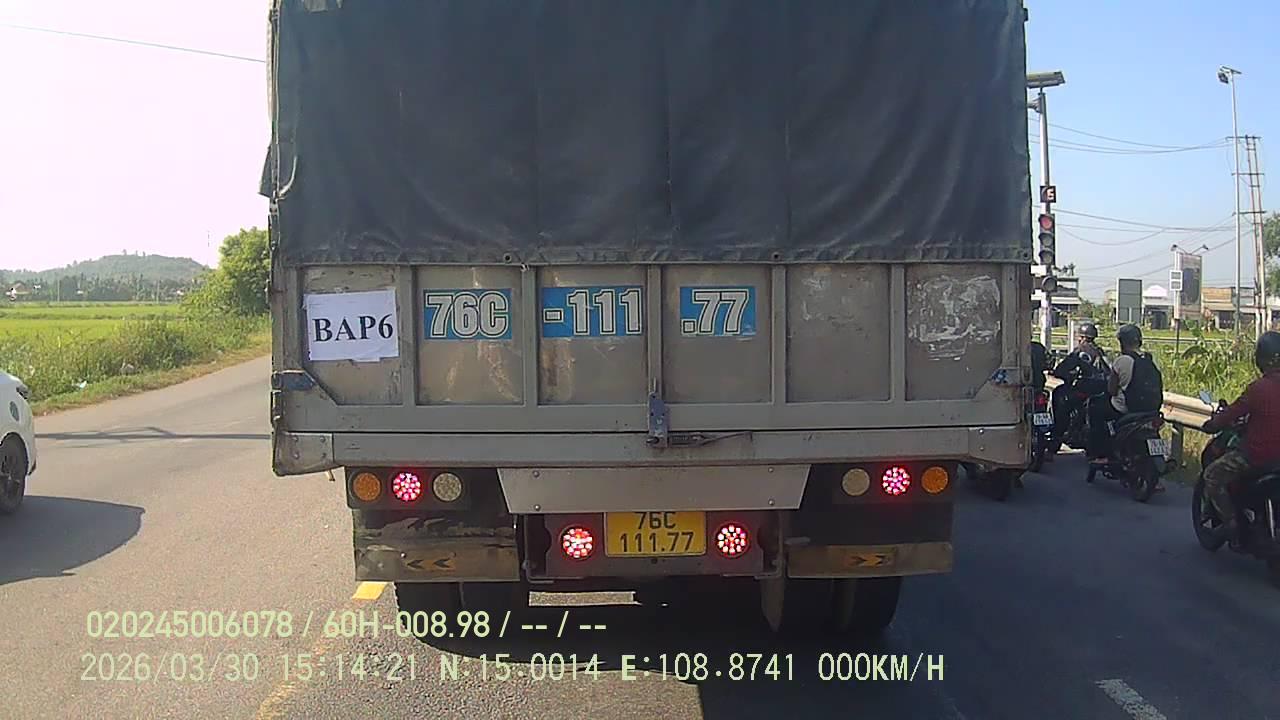 BAP6
76C -111 .77
76C
111.77
020245006078 / 60H-008.98 / -- / --
2026/03/30 15:14:21 N:15.0014 E:108.8741 000KM/H